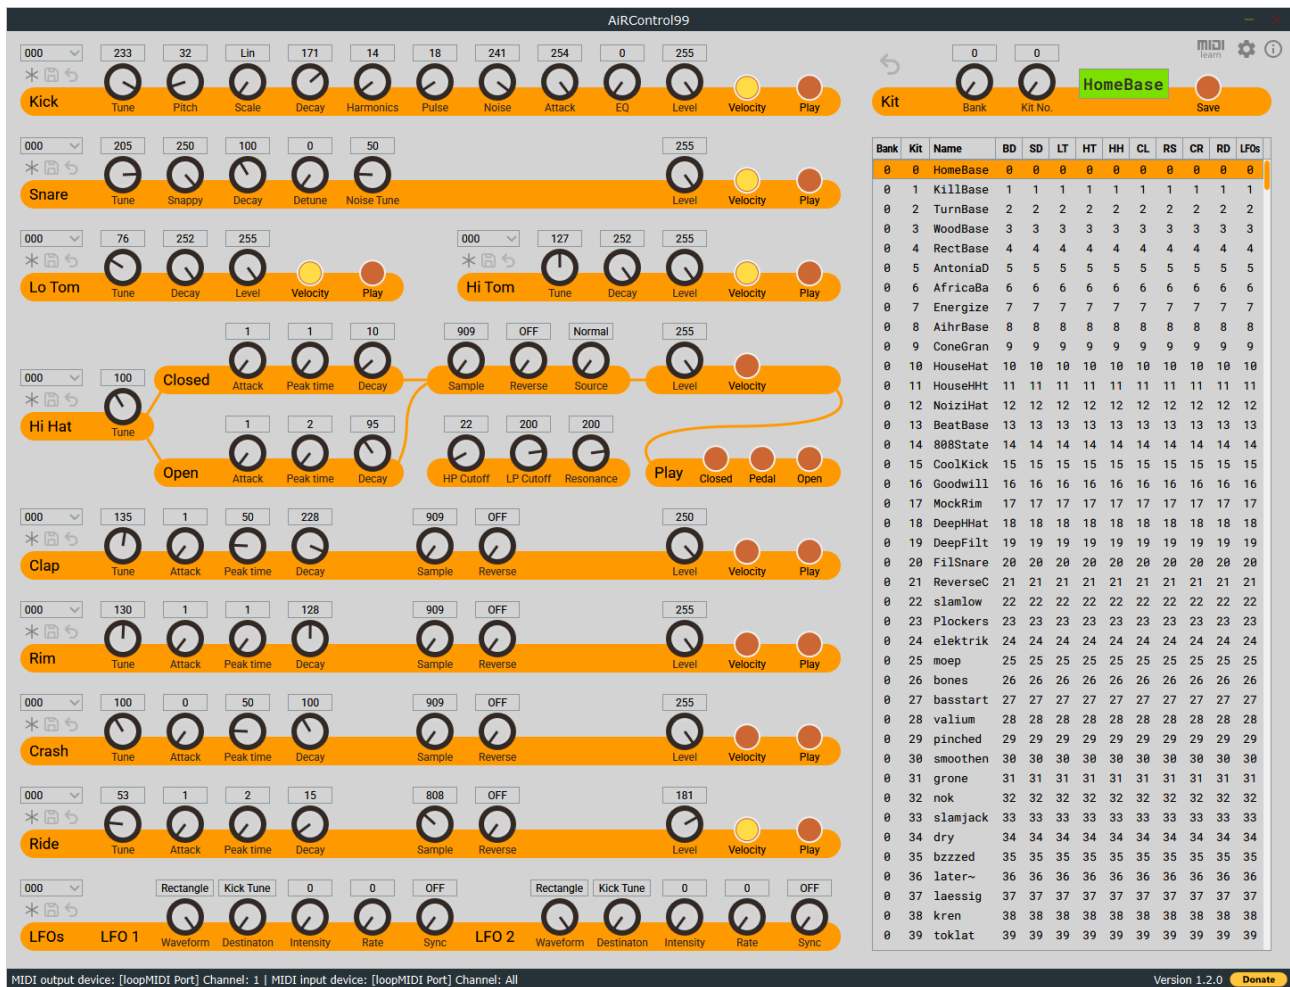 AiRControl99
000 233 32 Lin 171 14 18 241 254 0 255
Kick Tune Pitch Scale Decay Harmonics Pulse Noise Attack EQ Level Velocity Play
000 205 250 100 0 50 255
Snare Tune Snappy Decay Detune Noise Tune Level Velocity Play
000 76 252 255
Lo Tom Tune Decay Level Velocity Play
000 127 252 255
Hi Tom Tune Decay Level Velocity Play
1 1 10 909 OFF Normal 255
Closed Attack Peak time Decay Sample Reverse Source Level Velocity
000 100
Hi Hat Tune
1 2 95 22 200 200
Open Attack Peak time Decay HP Cutoff LP Cutoff Resonance Play Closed Pedal Open
000 135 1 50 228 909 OFF 250
Clap Tune Attack Peak time Decay Sample Reverse Level Velocity Play
000 130 1 1 128 909 OFF 255
Rim Tune Attack Peak time Decay Sample Reverse Level Velocity Play
000 100 0 50 100 909 OFF 255
Crash Tune Attack Peak time Decay Sample Reverse Level Velocity Play
000 53 1 2 15 808 OFF 181
Ride Tune Attack Peak time Decay Sample Reverse Level Velocity Play
000 Rectangle Kick Tune 0 0 OFF Rectangle Kick Tune 0 0 OFF
LFOs LFO 1 Waveform Destinaton Intensity Rate Sync LFO 2 Waveform Destinaton Intensity Rate Sync
0 0 MIDI learn
Kit Bank Kit No. HomeBase Save
Bank Kit Name BD SD LT HT HH CL RS CR RD LFOs
0 0 HomeBase 0 0 0 0 0 0 0 0 0 0
0 1 KillBase 1 1 1 1 1 1 1 1 1 1
0 2 TurnBase 2 2 2 2 2 2 2 2 2 2
0 3 WoodBase 3 3 3 3 3 3 3 3 3 3
0 4 RectBase 4 4 4 4 4 4 4 4 4 4
0 5 AntoniaD 5 5 5 5 5 5 5 5 5 5
0 6 AfricaBa 6 6 6 6 6 6 6 6 6 6
0 7 Energize 7 7 7 7 7 7 7 7 7 7
0 8 AihrBase 8 8 8 8 8 8 8 8 8 8
0 9 ConeGran 9 9 9 9 9 9 9 9 9 9
0 10 HouseHat 10 10 10 10 10 10 10 10 10 10
0 11 HouseHHt 11 11 11 11 11 11 11 11 11 11
0 12 NoiziHat 12 12 12 12 12 12 12 12 12 12
0 13 BeatBase 13 13 13 13 13 13 13 13 13 13
0 14 808State 14 14 14 14 14 14 14 14 14 14
0 15 CoolKick 15 15 15 15 15 15 15 15 15 15
0 16 Goodwill 16 16 16 16 16 16 16 16 16 16
0 17 MockRim 17 17 17 17 17 17 17 17 17 17
0 18 DeepHHat 18 18 18 18 18 18 18 18 18 18
0 19 DeepFilt 19 19 19 19 19 19 19 19 19 19
0 20 FilSnare 20 20 20 20 20 20 20 20 20 20
0 21 ReverseC 21 21 21 21 21 21 21 21 21 21
0 22 slamlow 22 22 22 22 22 22 22 22 22 22
0 23 Plockers 23 23 23 23 23 23 23 23 23 23
0 24 elektrik 24 24 24 24 24 24 24 24 24 24
0 25 moep 25 25 25 25 25 25 25 25 25 25
0 26 bones 26 26 26 26 26 26 26 26 26 26
0 27 basstart 27 27 27 27 27 27 27 27 27 27
0 28 valium 28 28 28 28 28 28 28 28 28 28
0 29 pinched 29 29 29 29 29 29 29 29 29 29
0 30 smoothen 30 30 30 30 30 30 30 30 30 30
0 31 grone 31 31 31 31 31 31 31 31 31 31
0 32 nok 32 32 32 32 32 32 32 32 32 32
0 33 slamjack 33 33 33 33 33 33 33 33 33 33
0 34 dry 34 34 34 34 34 34 34 34 34 34
0 35 bzzzed 35 35 35 35 35 35 35 35 35 35
0 36 later~ 36 36 36 36 36 36 36 36 36 36
0 37 laessig 37 37 37 37 37 37 37 37 37 37
0 38 kren 38 38 38 38 38 38 38 38 38 38
0 39 toklat 39 39 39 39 39 39 39 39 39 39
MIDI output device: [loopMIDI Port] Channel: 1 | MIDI input device: [loopMIDI Port] Channel: All Version 1.2.0 Donate